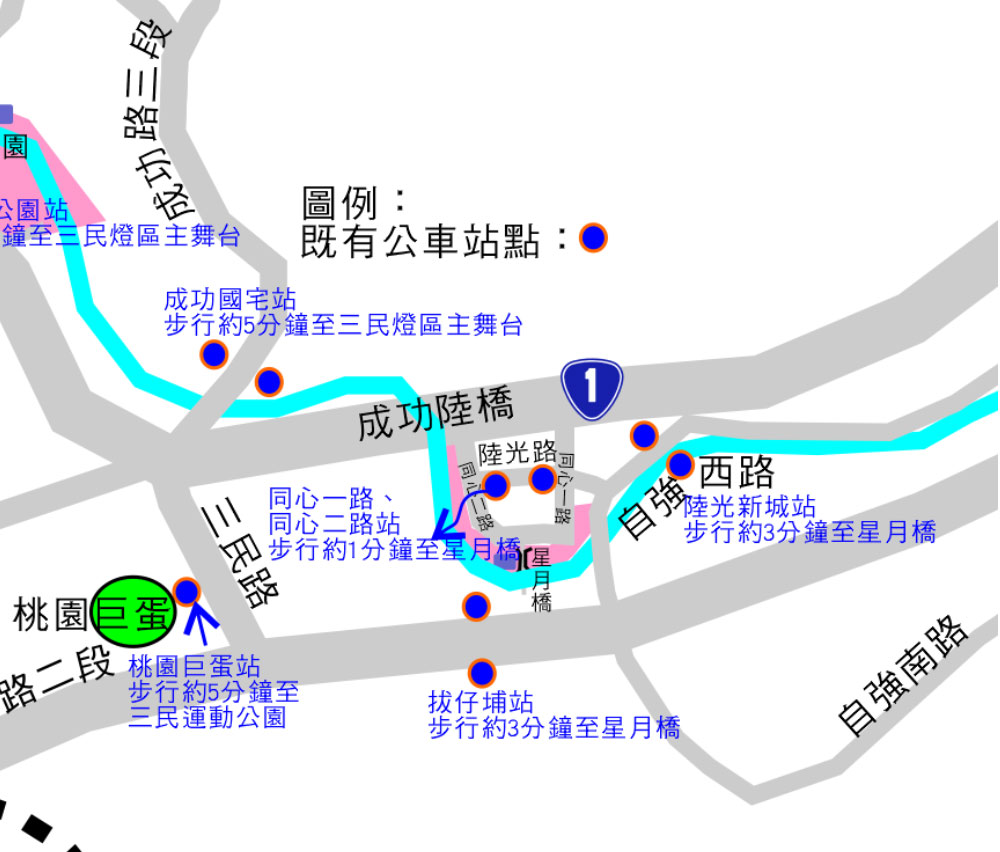 成功路三段
園
公園站
鐘至三民燈區主舞台
圖例：
既有公車站點：
成功國宅站
步行約5分鐘至三民燈區主舞台
1
成功陸橋
陸光路
同心二路
同心一路
自強西路
陸光新城站
步行約3分鐘至星月橋
同心一路、
同心二路站
步行約1分鐘至星月橋
星月橋
三民路
桃園巨蛋
路二段
桃園巨蛋站
步行約5分鐘至
三民運動公園
拔仔埔站
步行約3分鐘至星月橋
自強南路